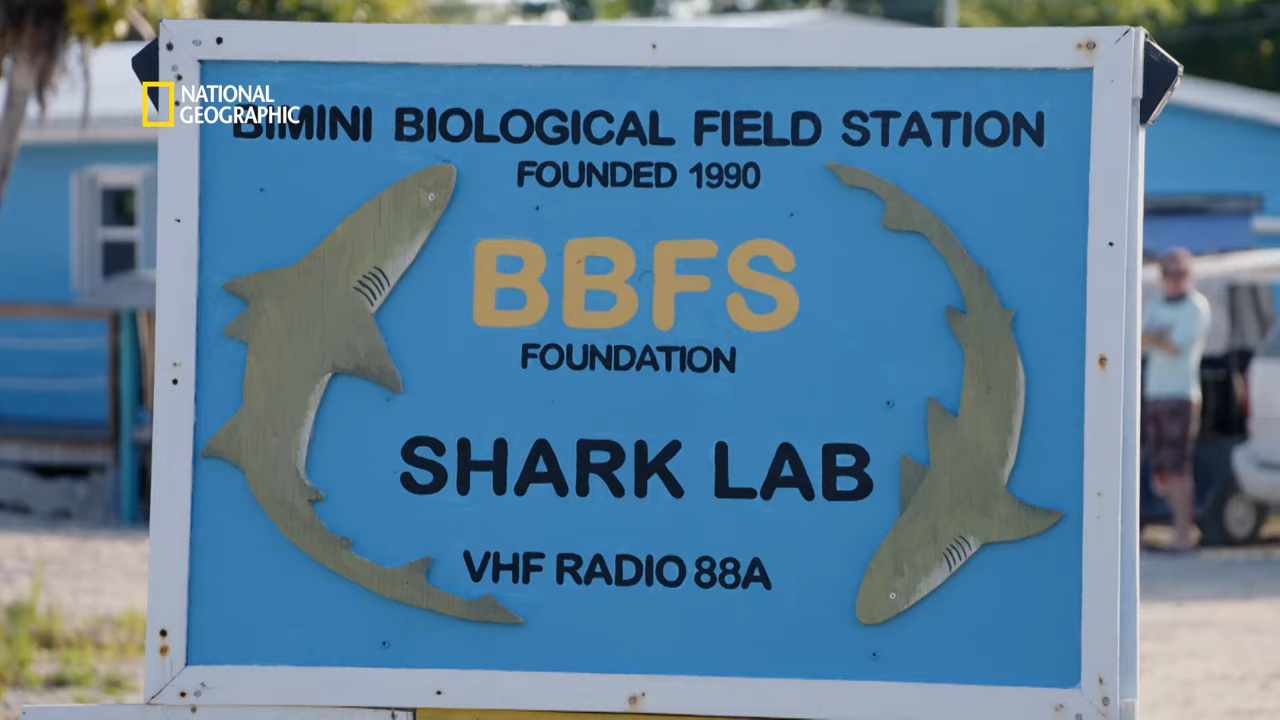 NATIONAL
GEOGRAPHIC
BIMINI BIOLOGICAL FIELD STATION
FOUNDED 1990
BBFS
FOUNDATION
SHARK LAB
VHF RADIO 88A